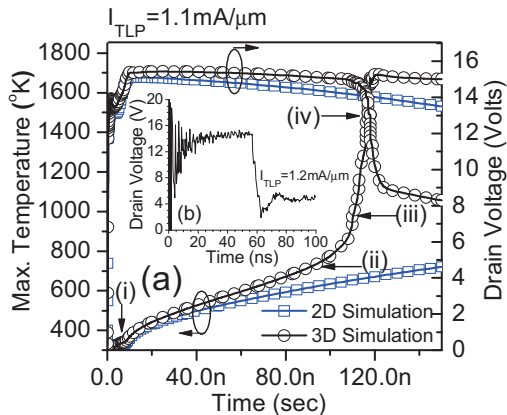 I_TLP=1.1mA/μm
Max. Temperature (°K)
1800
1600
1400
1200
1000
800
600
400
16
14
12
10
8
6
4
2
0
Drain Voltage (Volts)
0.0
40.0n
80.0n
120.0n
Time (sec)
(a)
(i)
(ii)
(iii)
(iv)
2D Simulation
3D Simulation
Drain Voltage (V)
20
16
12
8
4
0
0
20
40
60
80
100
Time (ns)
(b)
I_TLP=1.2mA/μm